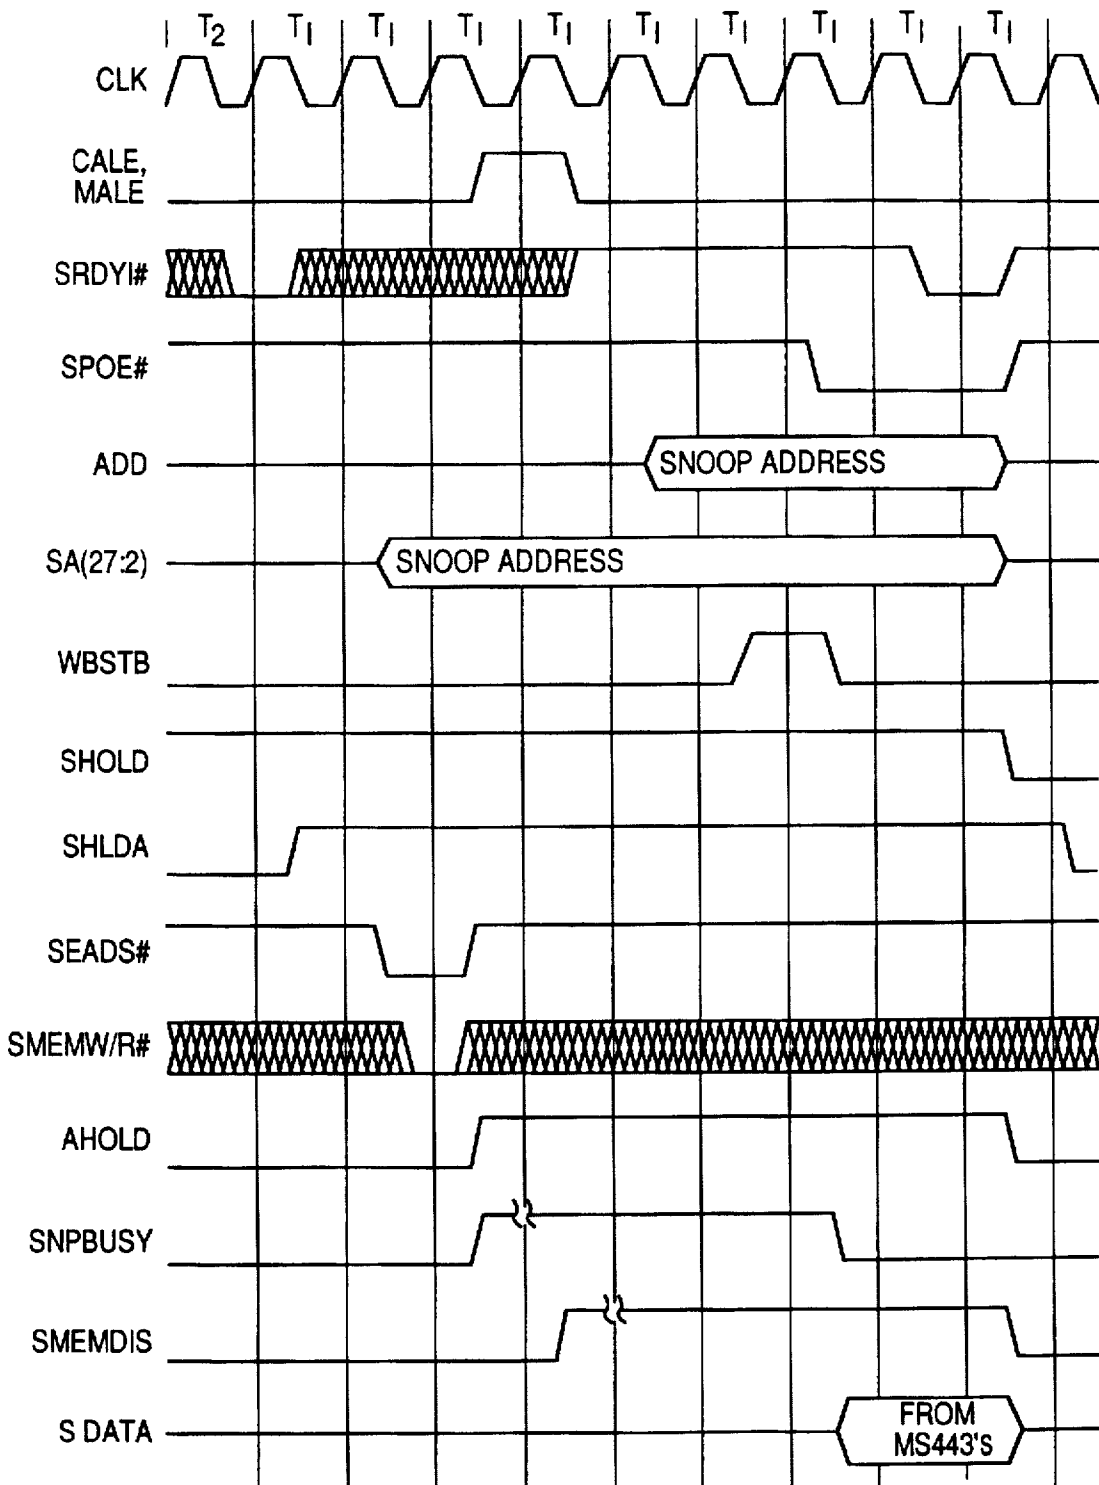 T2 T1 T1 T1 T1 T1 T1 T1 T1 T1
CLK
CALE,
MALE
SRDYI#
SPOE#
ADD
SNOOP ADDRESS
SA(27:2)
SNOOP ADDRESS
WBSTB
SHOLD
SHLDA
SEADS#
SMEMW/R#
AHOLD
SNPBUSY
SMEMDIS
S DATA
FROM
MS443's